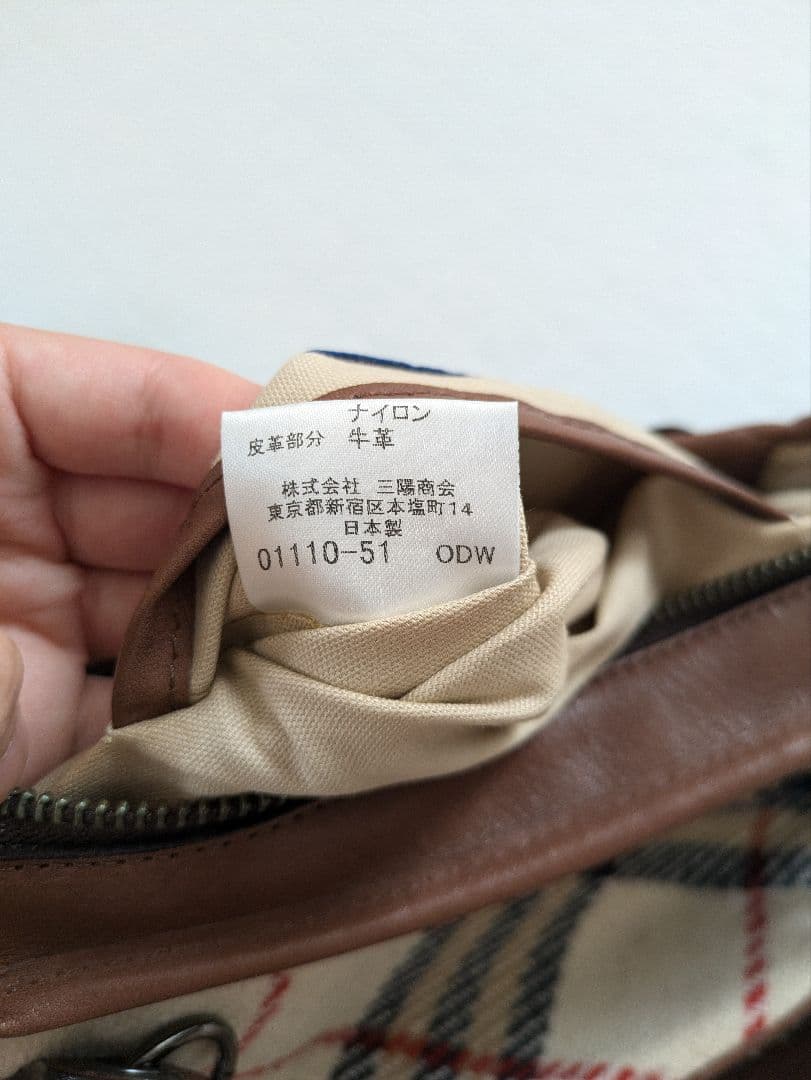 ナイロン
皮革部分 牛革
株式会社 三陽商会
東京都新宿区本塩町14
日本製
01110-51 ODW